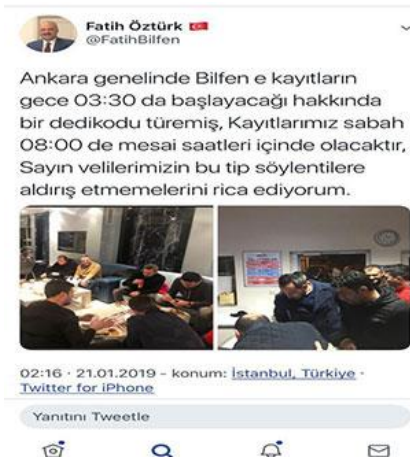 Fatih Öztürk
@FatihBilfen
Ankara genelinde Bilfen e kayıtların
gece 03:30 da başlayacağı hakkında
bir dedikodu türemiş, Kayıtlarımız sabah
08:00 de mesai saatleri içinde olacaktır,
Sayın velilerimizin bu tip söylentilere
aldırış etmemelerini rica ediyorum.
02:16 · 21.01.2019 - konum: İstanbul, Türkiye ·
Twitter for iPhone
Yanıtını Tweetle